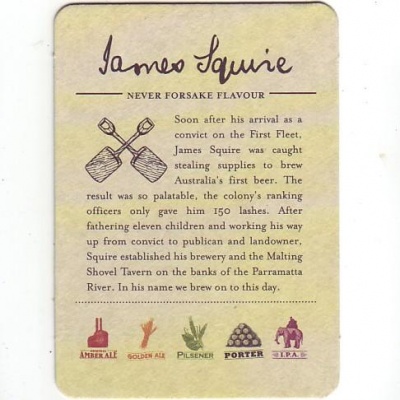 James Squire
NEVER FORSAKE FLAVOUR
Soon after his arrival as a
convict on the First Fleet,
James Squire was caught
stealing supplies to brew
Australia's first beer. The
result was so palatable, the colony's ranking
officers only gave him 150 lashes. After
fathering eleven children and working his way
up from convict to publican and landowner,
Squire established his brewery and the Malting
Shovel Tavern on the banks of the Parramatta
River. In his name we brew on to this day.
AMBER ALE
GOLDEN ALE
PILSENER
PORTER
I.P.A.